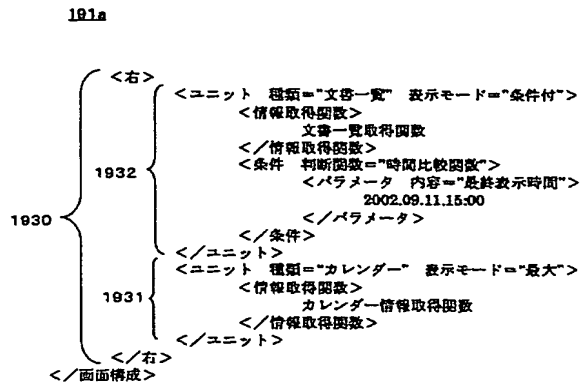 191a
<右>
<ユニット 種類="文書一覧" 表示モード="条件付">
<情報取得関数>
文書一覧取得関数
</情報取得関数>
<条件 判断関数="時間比較関数">
1932
<パラメータ 内容="最終表示時間">
2002.09.11.15:00
1930
</パラメータ>
</条件>
</ユニット>
<ユニット 種類="カレンダー" 表示モード="最大">
<情報取得関数>
1931
カレンダー情報取得関数
</情報取得関数>
</ユニット>
</右>
</画面構成>